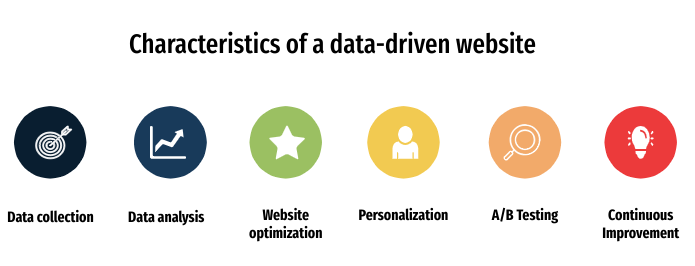 Characteristics of a data-driven website
Data collection
Data analysis
Website
optimization
Personalization
A/B Testing
Continuous
Improvement